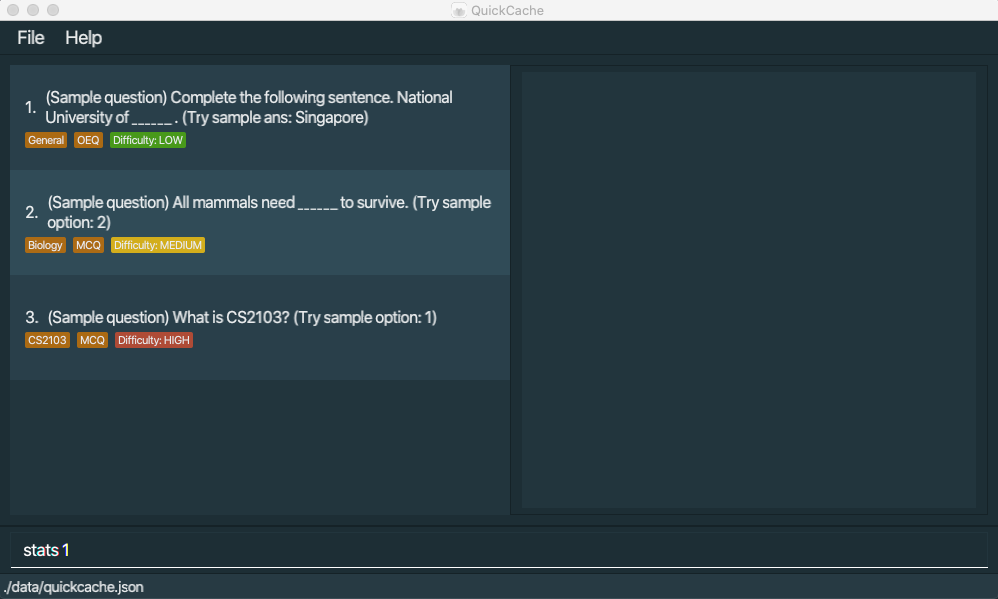 QuickCache
File Help
1. (Sample question) Complete the following sentence. National
University of ______ . (Try sample ans: Singapore)
General OEQ Difficulty: LOW
2. (Sample question) All mammals need ______ to survive. (Try sample
option: 2)
Biology MCQ Difficulty: MEDIUM
3. (Sample question) What is CS2103? (Try sample option: 1)
CS2103 MCQ Difficulty: HIGH
stats 1
./data/quickcache.json